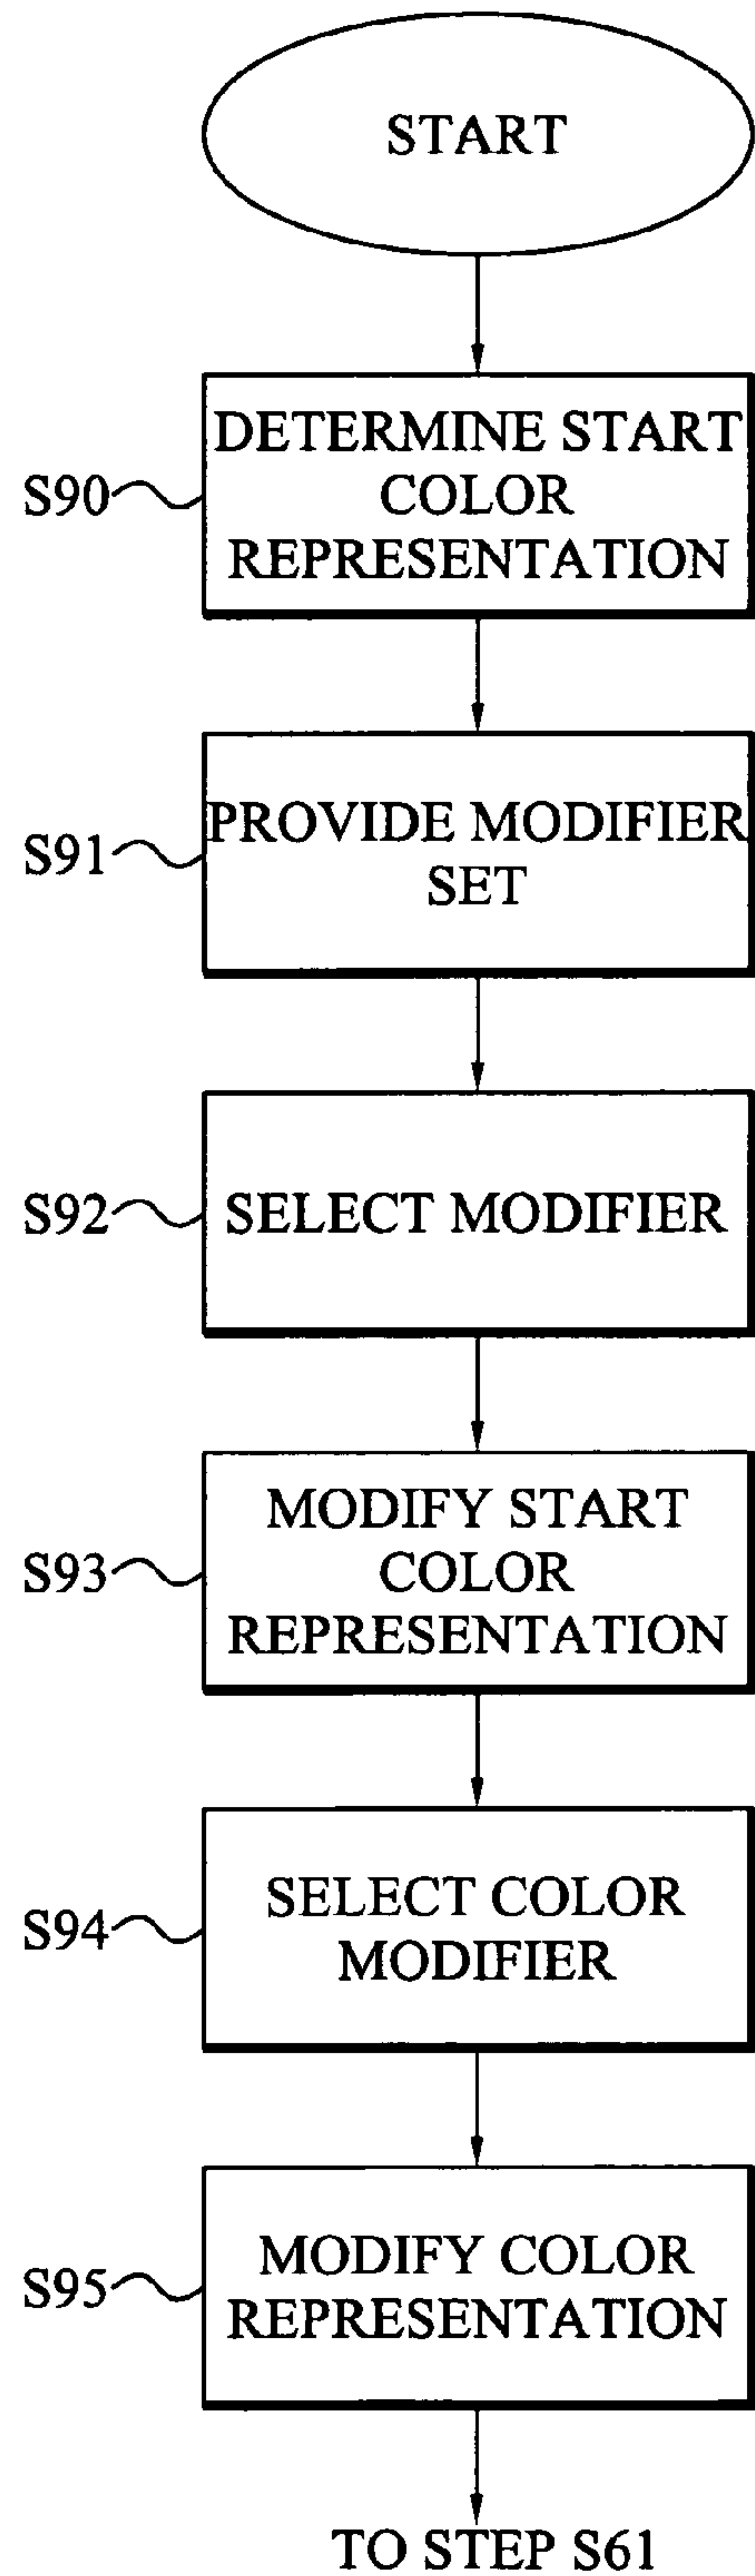 START
DETERMINE START
COLOR
S90
REPRESENTATION
PROVIDE MODIFIER
S91
SET
S92
SELECT MODIFIER
MODIFY START
COLOR
S93
REPRESENTATION
SELECT COLOR
S94
MODIFIER
MODIFY COLOR
S95
REPRESENTATION
TO STEP S61